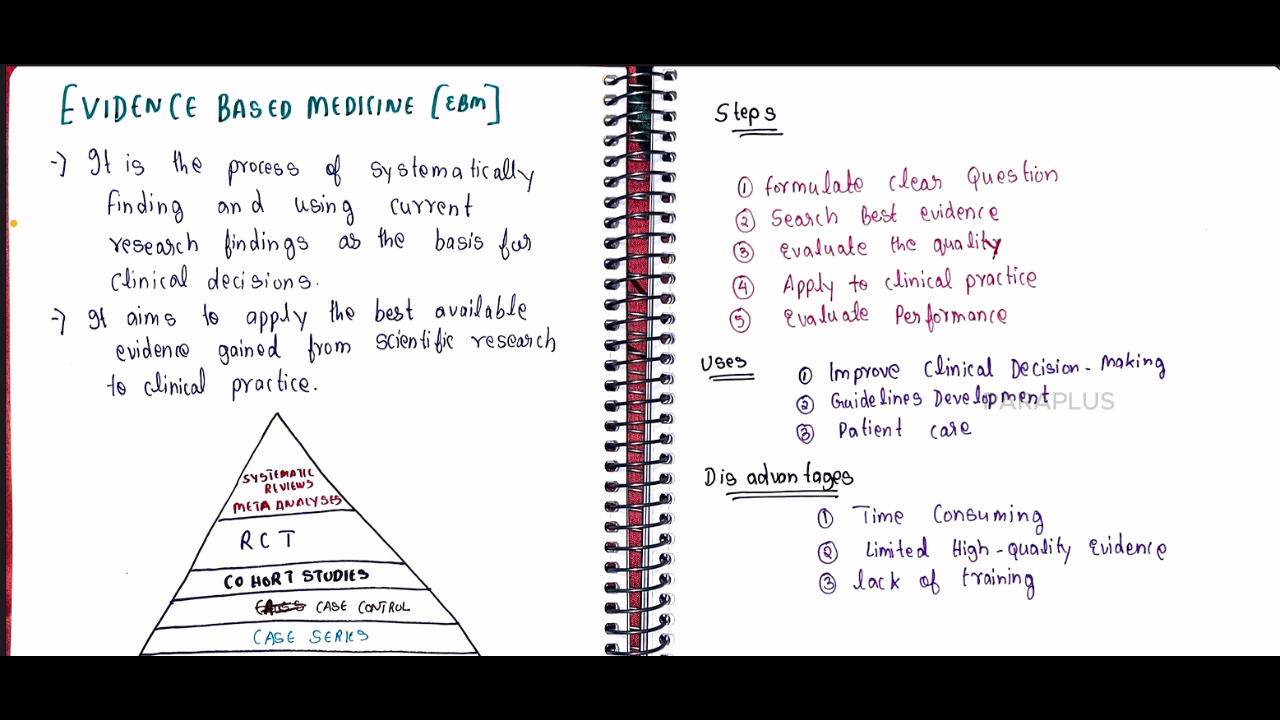 EVIDENCE BASED MEDICINE [EBM]
-) It is the process of systematically
finding and using current
research findings as the basis for
clinical decisions.
-) It aims to apply the best available
evidence gained from scientific research
to clinical practice.
SYSTEMATIC
REVIEWS
META ANALYSES
RCT
COHORT STUDIES
CASE CONTROL
CASE SERIES
Steps
① Formulate clear Question
② Search Best evidence
③ Evaluate the quality
④ Apply to clinical practice
⑤ Evaluate Performance
Uses
① Improve Clinical Decision-Making
② Guidelines Development
ARAPLUS
③ Patient care
Disadvantages
① Time Consuming
② Limited High-quality Evidence
③ lack of training